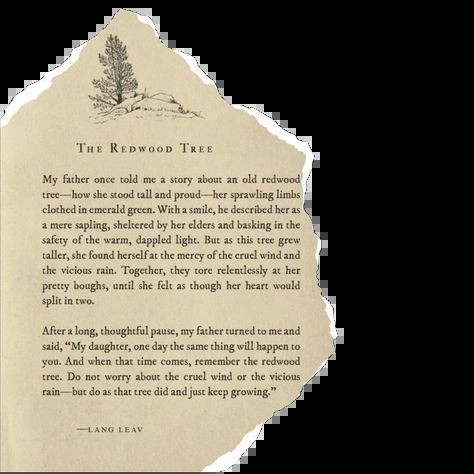 The Redwood Tree
My father once told me a story about an old redwood
tree—how she stood tall and proud—her sprawling limbs
clothed in emerald green. With a smile, he described her as
a mere sapling, sheltered by her elders and basking in the
safety of the warm, dappled light. But as this tree grew
taller, she found herself at the mercy of the cruel wind and
the vicious rain. Together, they tore relentlessly at her
pretty boughs, until she felt as though her heart would
split in two.
After a long, thoughtful pause, my father turned to me and
said, “My daughter, one day the same thing will happen to
you. And when that time comes, remember the redwood
tree. Do not worry about the cruel wind or the vicious
rain—but do as that tree did and just keep growing.”
—LANG LEAV